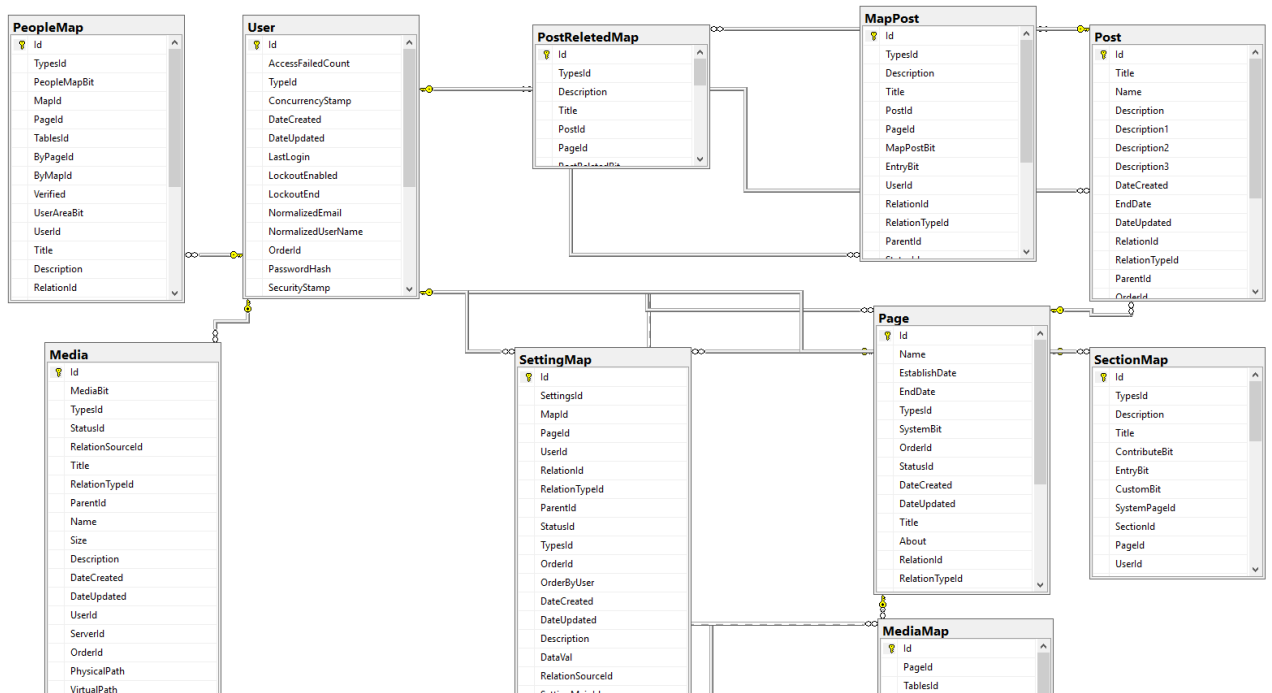 PeopleMap
Id
TypesId
PeopleMapBit
MapId
PageId
TablesId
ByPageId
ByMapId
Verified
UserAreaBit
UserId
Title
Description
RelationId
User
Id
AccessFailedCount
TypeId
ConcurrencyStamp
DateCreated
DateUpdated
LastLogin
LockoutEnabled
LockoutEnd
NormalizedEmail
NormalizedUserName
OrderId
PasswordHash
SecurityStamp
PostReletedMap
Id
TypesId
Description
Title
PostId
PageId
PostReletedBit
MapPost
Id
TypesId
Description
Title
PostId
PageId
MapPostBit
EntryBit
UserId
RelationId
RelationTypeId
ParentId
StatusId
Post
Id
Title
Name
Description
Description1
Description2
Description3
DateCreated
EndDate
DateUpdated
RelationId
RelationTypeId
ParentId
OrderId
Media
Id
MediaBit
TypesId
StatusId
RelationSourceId
Title
RelationTypeId
ParentId
Name
Size
Description
DateCreated
DateUpdated
UserId
ServerId
OrderId
PhysicalPath
VirtualPath
SettingMap
Id
SettingsId
MapId
PageId
UserId
RelationId
RelationTypeId
ParentId
StatusId
TypesId
OrderId
OrderByUser
DateCreated
DateUpdated
Description
DataVal
RelationSourceId
Page
Id
Name
EstablishDate
EndDate
TypesId
SystemBit
OrderId
StatusId
DateCreated
DateUpdated
Title
About
RelationId
RelationTypeId
SectionMap
Id
TypesId
Description
Title
ContributeBit
EntryBit
CustomBit
SystemPageId
SectionId
PageId
UserId
MediaMap
Id
PageId
TablesId